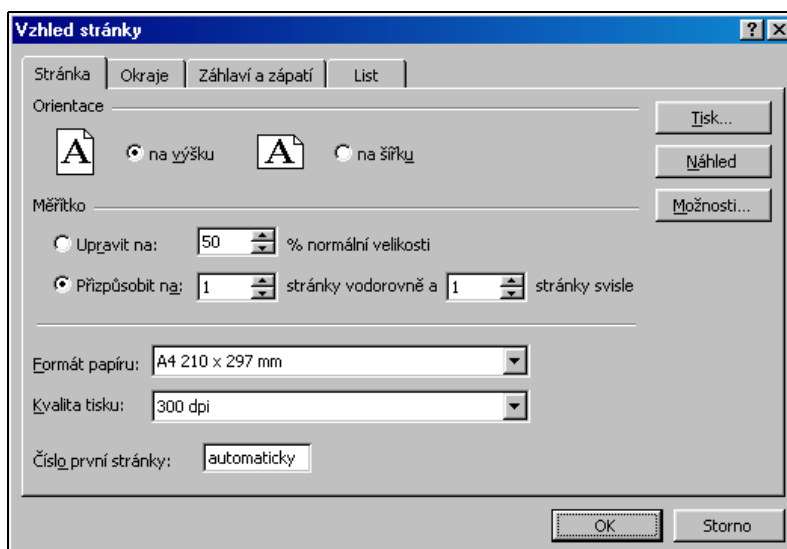 Vzhled stránky
Stránka Okraje Záhlaví a zápatí List
Orientace
A na výšku A na šířku
Tisk...
Náhled
Měřítko
Možnosti...
Upravit na: 50 % normální velikosti
Přizpůsobit na: 1 stránky vodorovně a 1 stránky svisle
Formát papíru: A4 210 x 297 mm
Kvalita tisku: 300 dpi
Číslo první stránky: automaticky
OK Storno